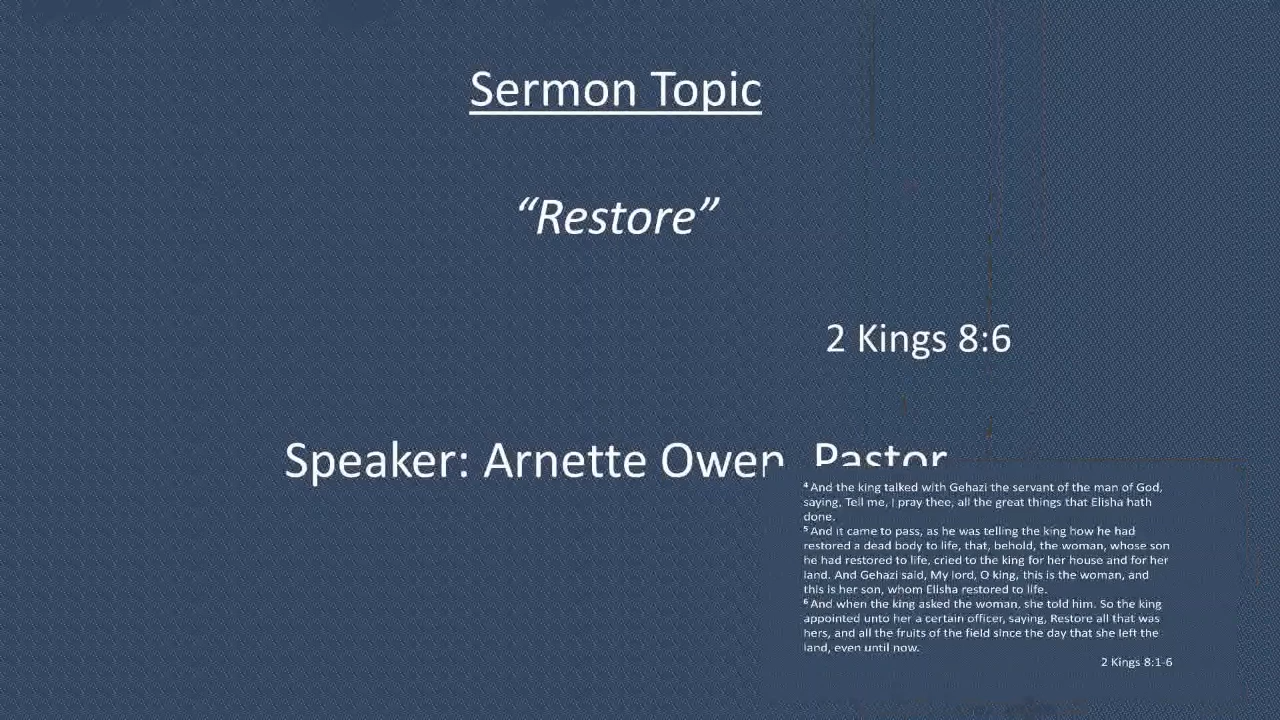 Sermon Topic
“Restore”
2 Kings 8:6
Speaker: Arnette Owen, Pastor
⁴ And the king talked with Gehazi the servant of the man of God,
saying, Tell me, I pray thee, all the great things that Elisha hath
done.
⁵ And it came to pass, as he was telling the king how he had
restored a dead body to life, that, behold, the woman, whose son
he had restored to life, cried to the king for her house and for her
land. And Gehazi said, My lord, O king, this is the woman, and
this is her son, whom Elisha restored to life.
⁶ And when the king asked the woman, she told him. So the king
appointed unto her a certain officer, saying, Restore all that was
hers, and all the fruits of the field since the day that she left the
land, even until now.
2 Kings 8:1-6